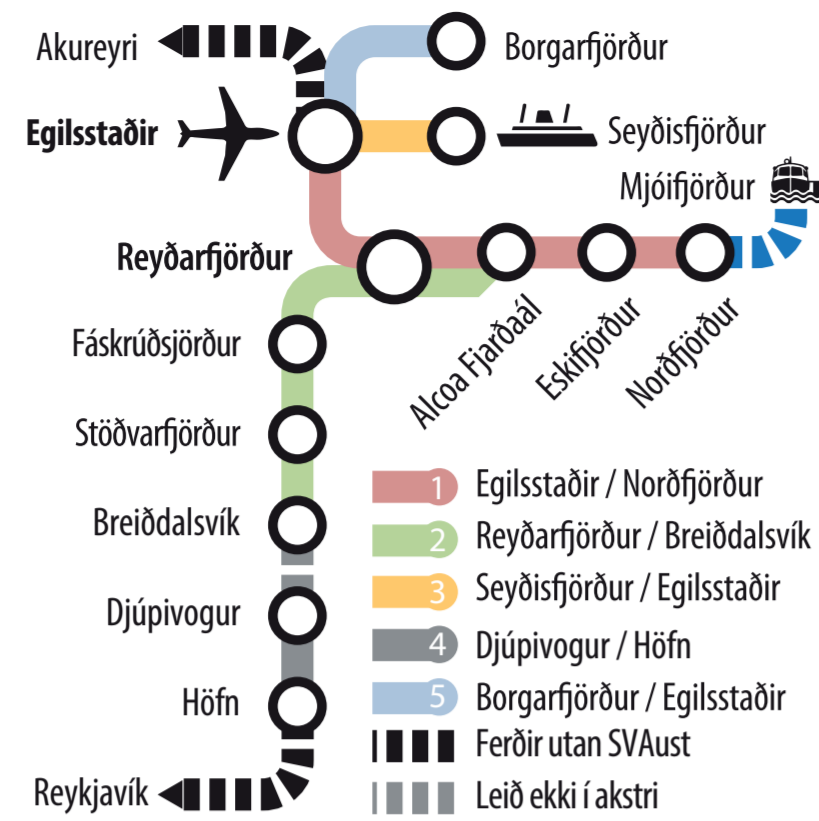 Akureyri
Borgarfjörður
Egilsstaðir
Seyðisfjörður
Mjóifjörður
Reyðarfjörður
Alcoa Fjarðaál
Eskifjörður
Norðfjörður
Fáskrúðsjörður
Stöðvarfjörður
Breiðdalsvík
Djúpivogur
Höfn
Reykjavík
1 Egilsstaðir / Norðfjörður
2 Reyðarfjörður / Breiðdalsvík
3 Seyðisfjörður / Egilsstaðir
4 Djúpivogur / Höfn
5 Borgarfjörður / Egilsstaðir
Ferðir utan SVAust
Leið ekki í akstri